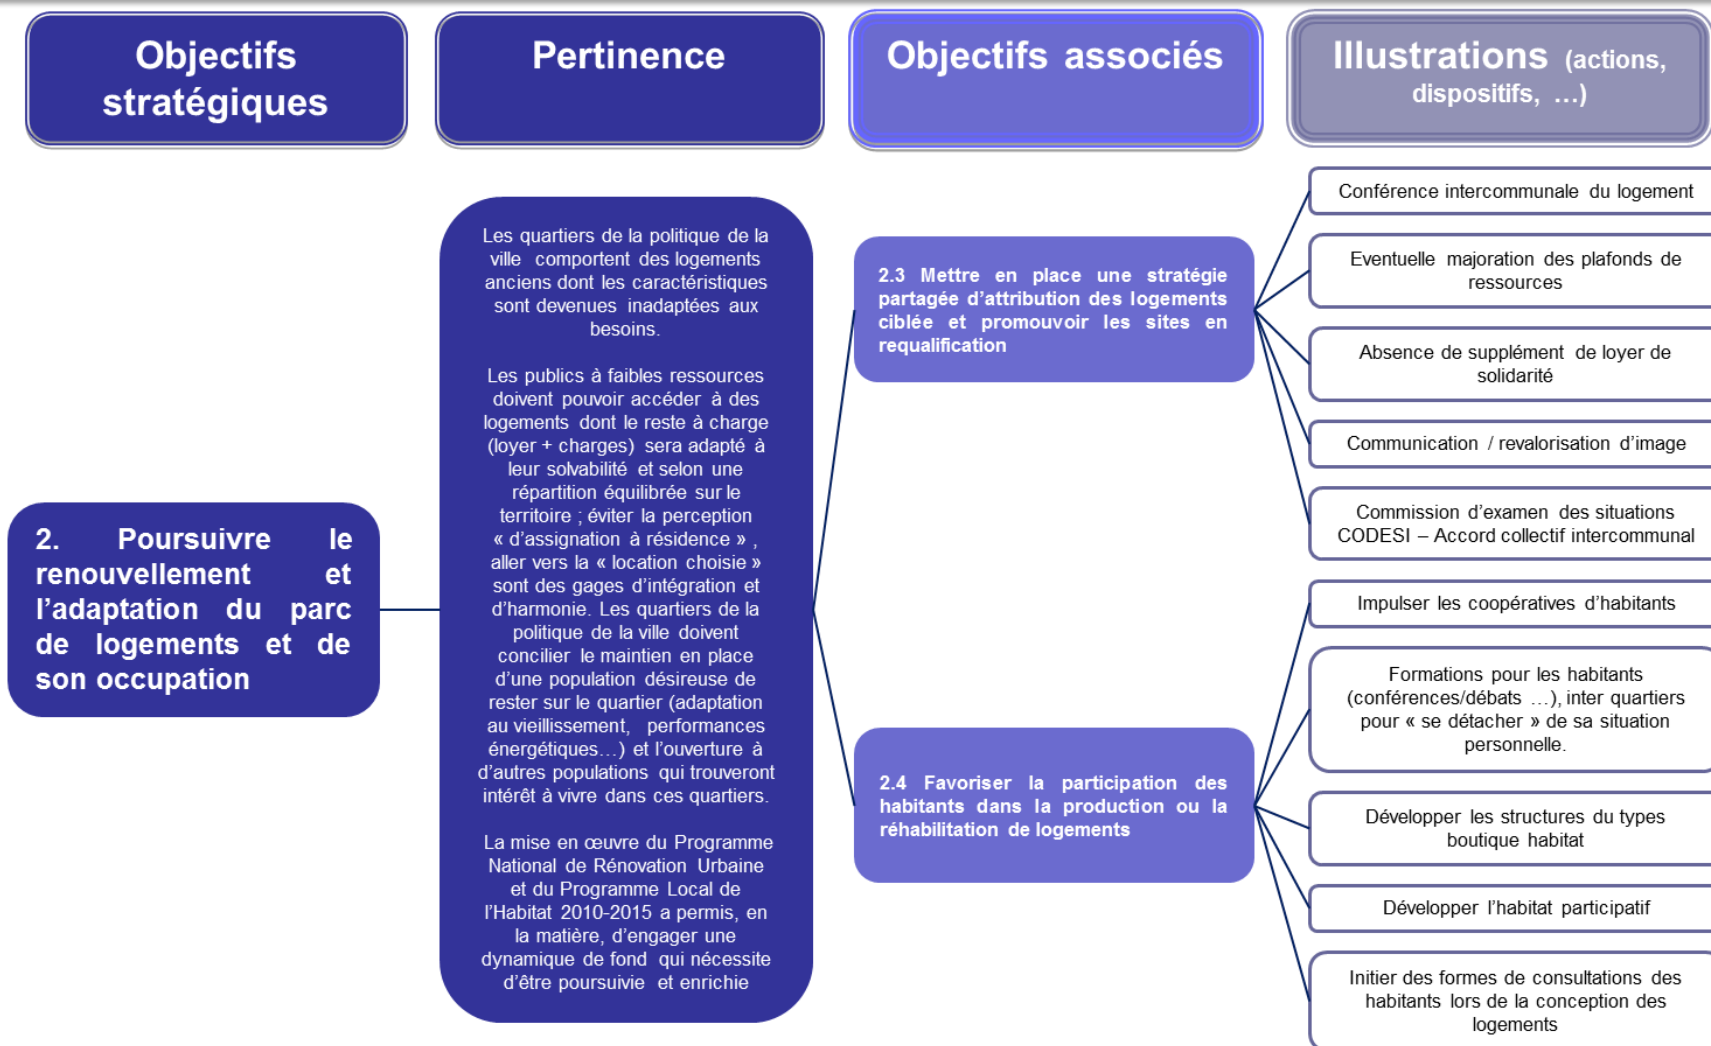 Objectifs
stratégiques
Pertinence
Objectifs associés
Illustrations (actions,
dispositifs, …)
2. Poursuivre le
renouvellement et
l’adaptation du parc
de logements et de
son occupation
Les quartiers de la politique de la
ville comportent des logements
anciens dont les caractéristiques
sont devenues inadaptées aux
besoins.
Les publics à faibles ressources
doivent pouvoir accéder à des
logements dont le reste à charge
(loyer + charges) sera adapté à
leur solvabilité et selon une
répartition équilibrée sur le
territoire ; éviter la perception
« d’assignation à résidence » ,
aller vers la « location choisie »
sont des gages d’intégration et
d’harmonie. Les quartiers de la
politique de la ville doivent
concilier le maintien en place
d’une population désireuse de
rester sur le quartier (adaptation
au vieillissement, performances
énergétiques…) et l’ouverture à
d’autres populations qui trouveront
intérêt à vivre dans ces quartiers.
La mise en œuvre du Programme
National de Rénovation Urbaine
et du Programme Local de
l’Habitat 2010-2015 a permis, en
la matière, d’engager une
dynamique de fond qui nécessite
d’être poursuivie et enrichie
2.3 Mettre en place une stratégie
partagée d’attribution des logements
ciblée et promouvoir les sites en
requalification
Conférence intercommunale du logement
Eventuelle majoration des plafonds de
ressources
Absence de supplément de loyer de
solidarité
Communication / revalorisation d’image
Commission d’examen des situations
CODESI – Accord collectif intercommunal
2.4 Favoriser la participation des
habitants dans la production ou la
réhabilitation de logements
Impulser les coopératives d’habitants
Formations pour les habitants
(conférences/débats …), inter quartiers
pour « se détacher » de sa situation
personnelle.
Développer les structures du types
boutique habitat
Développer l’habitat participatif
Initier des formes de consultations des
habitants lors de la conception des
logements